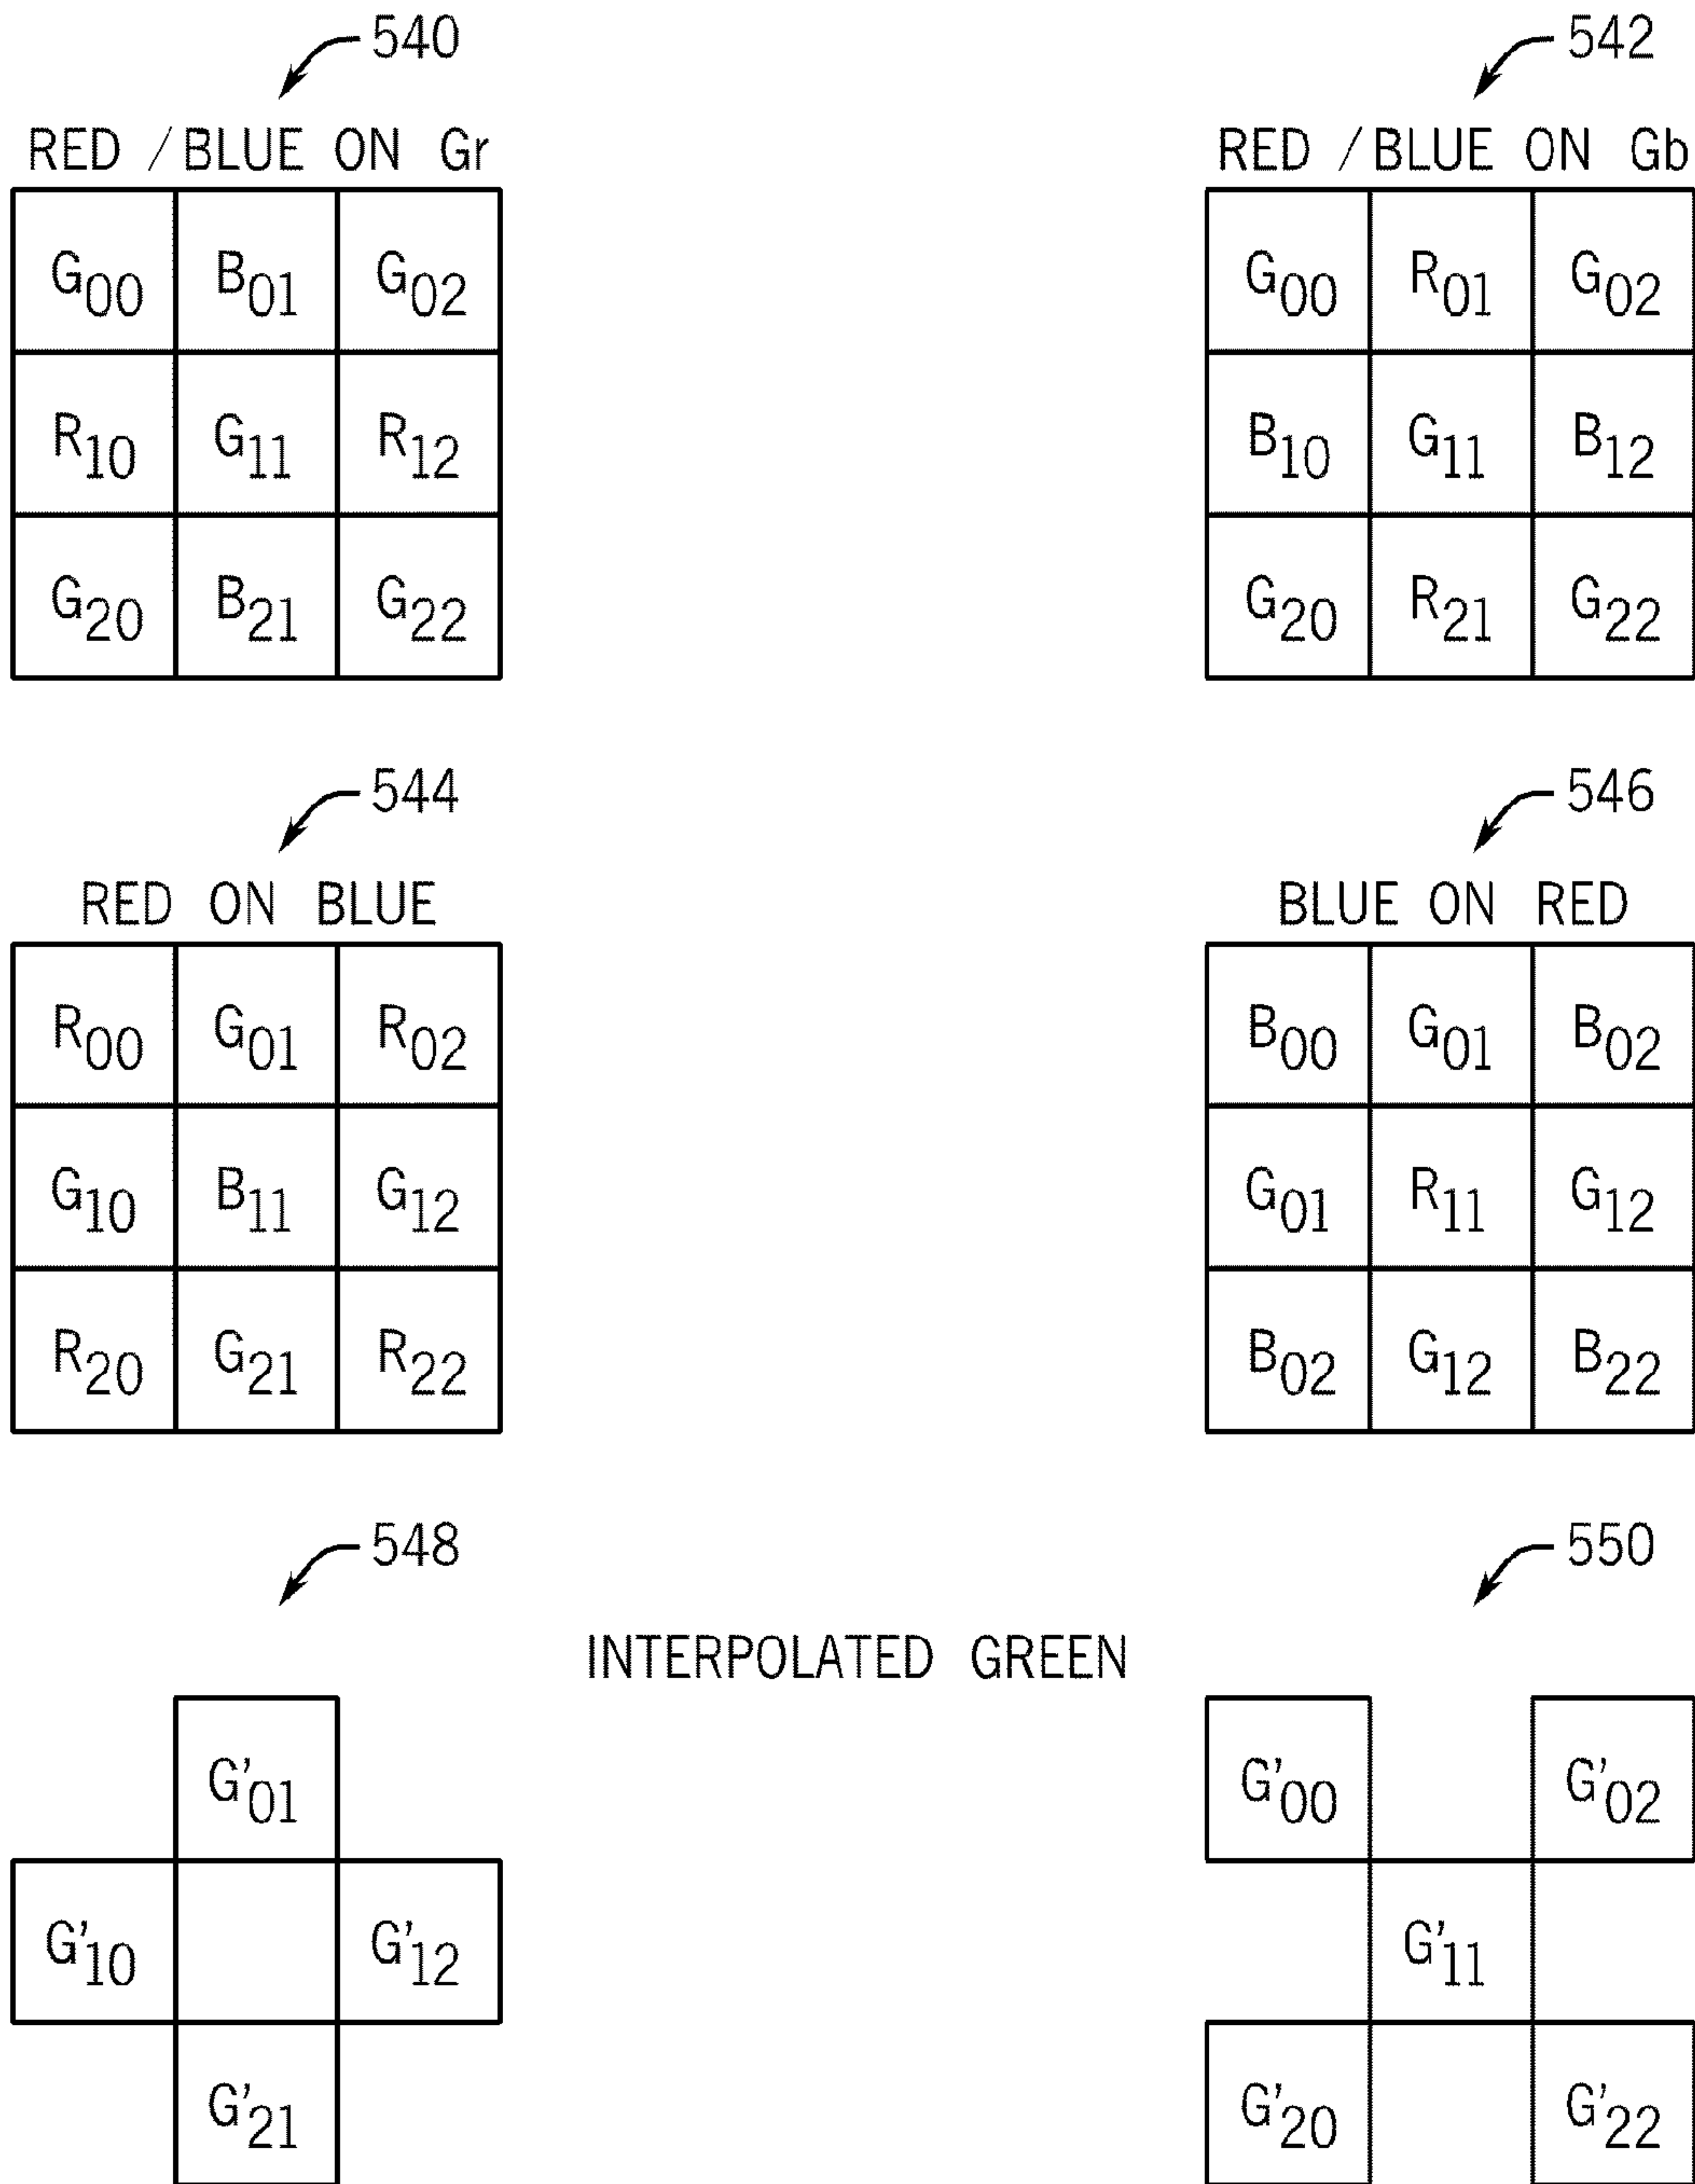 540
RED / BLUE ON Gr
G00 B01 G02
R10 G11 R12
G20 B21 G22
542
RED / BLUE ON Gb
G00 R01 G02
B10 G11 B12
G20 R21 G22
544
RED ON BLUE
R00 G01 R02
G10 B11 G12
R20 G21 R22
546
BLUE ON RED
B00 G01 B02
G01 R11 G12
B02 G12 B22
INTERPOLATED GREEN
548
G'01
G'10 G'12
G'21
550
G'00 G'02
G'11
G'20 G'22